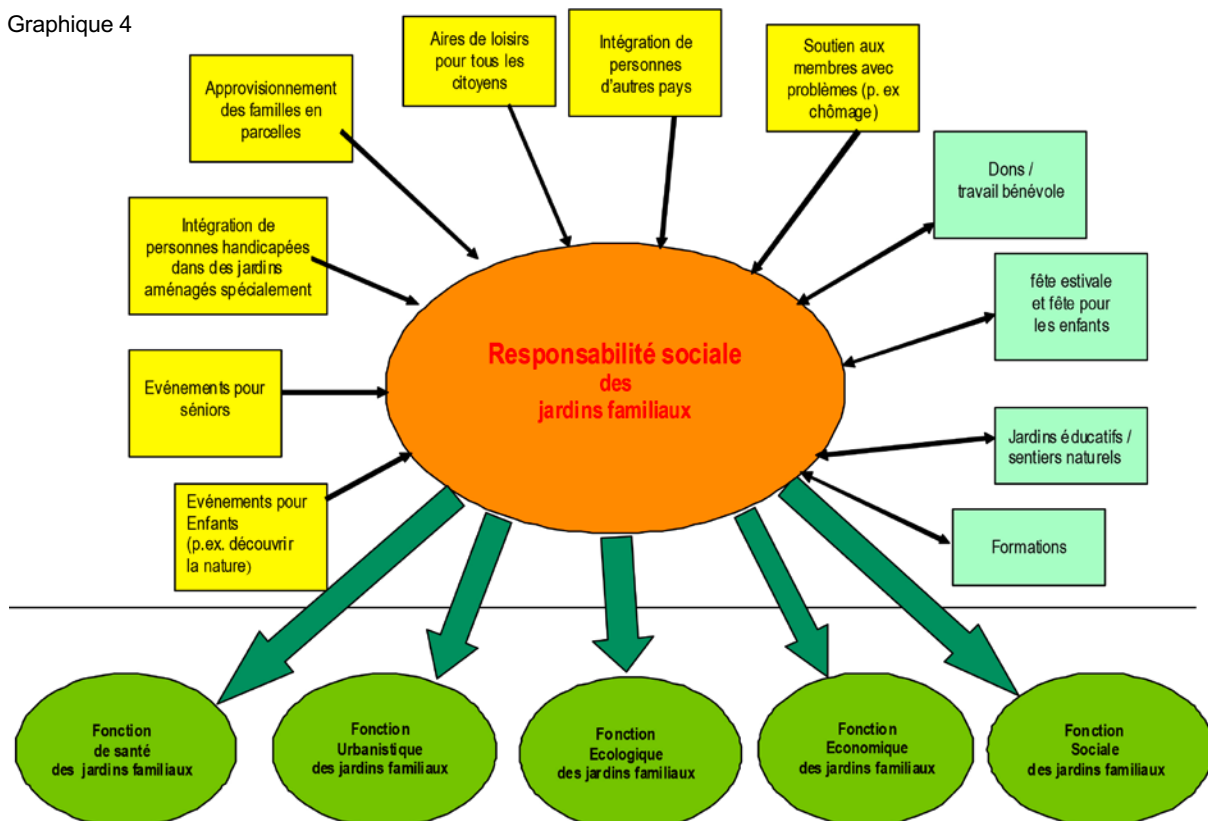 Graphique 4
Approvisionnement
des familles en
parcelles
Aires de loisirs
pour tous les
citoyens
Intégration de
personnes
d'autres pays
Soutien aux
membres avec
problèmes (p. ex
chômage)
Dons /
travail bénévole
Intégration de
personnes handicapées
dans des jardins
aménagés spécialement
fête estivale
et fête pour
les enfants
Responsabilité sociale
des
jardins familiaux
Evénements pour
séniors
Jardins éducatifs /
sentiers naturels
Evénements pour
Enfants
(p.ex. découvrir
la nature)
Formations
Fonction
de santé
des jardins familiaux
Fonction
Urbanistique
des jardins familiaux
Fonction
Ecologique
des jardins familiaux
Fonction
Economique
des jardins familiaux
Fonction
Sociale
des jardins familiaux